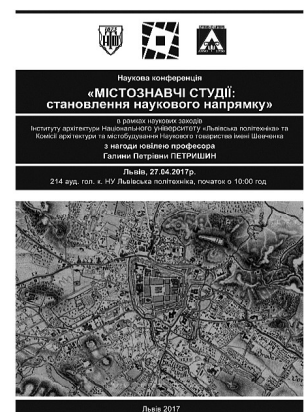 Наукова конференція
«МІСТОЗНАВЧІ СТУДІЇ:
становлення наукового напрямку»
в рамках наукових заходів
Інституту архітектури Національного університету «Львівська політехніка» та
Комісії архітектури та містобудування Наукового товариства імені Шевченка
з нагоди ювілею професора
Галини Петрівни ПЕТРИШИН
Львів, 27.04.2017р.
214 ауд. гол. к. НУ Львівська політехніка, початок о 10:00 год
Львів 2017